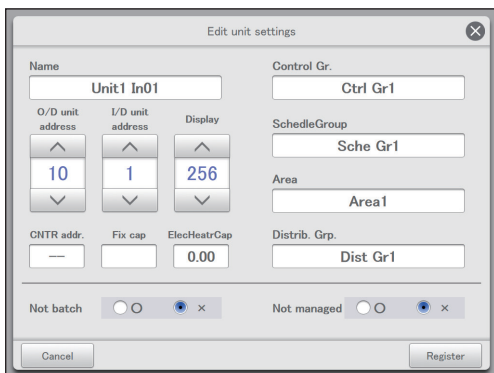 Edit unit settings
Name
Unit1 In01
O/D unit address
I/D unit address
Display
10
1
256
CNTR addr.
Fix cap
ElecHeatrCap
--
0.00
Control Gr.
Ctrl Gr1
SchedleGroup
Sche Gr1
Area
Area1
Distrib. Grp.
Dist Gr1
Not batch
O
×
Not managed
O
×
Cancel
Register